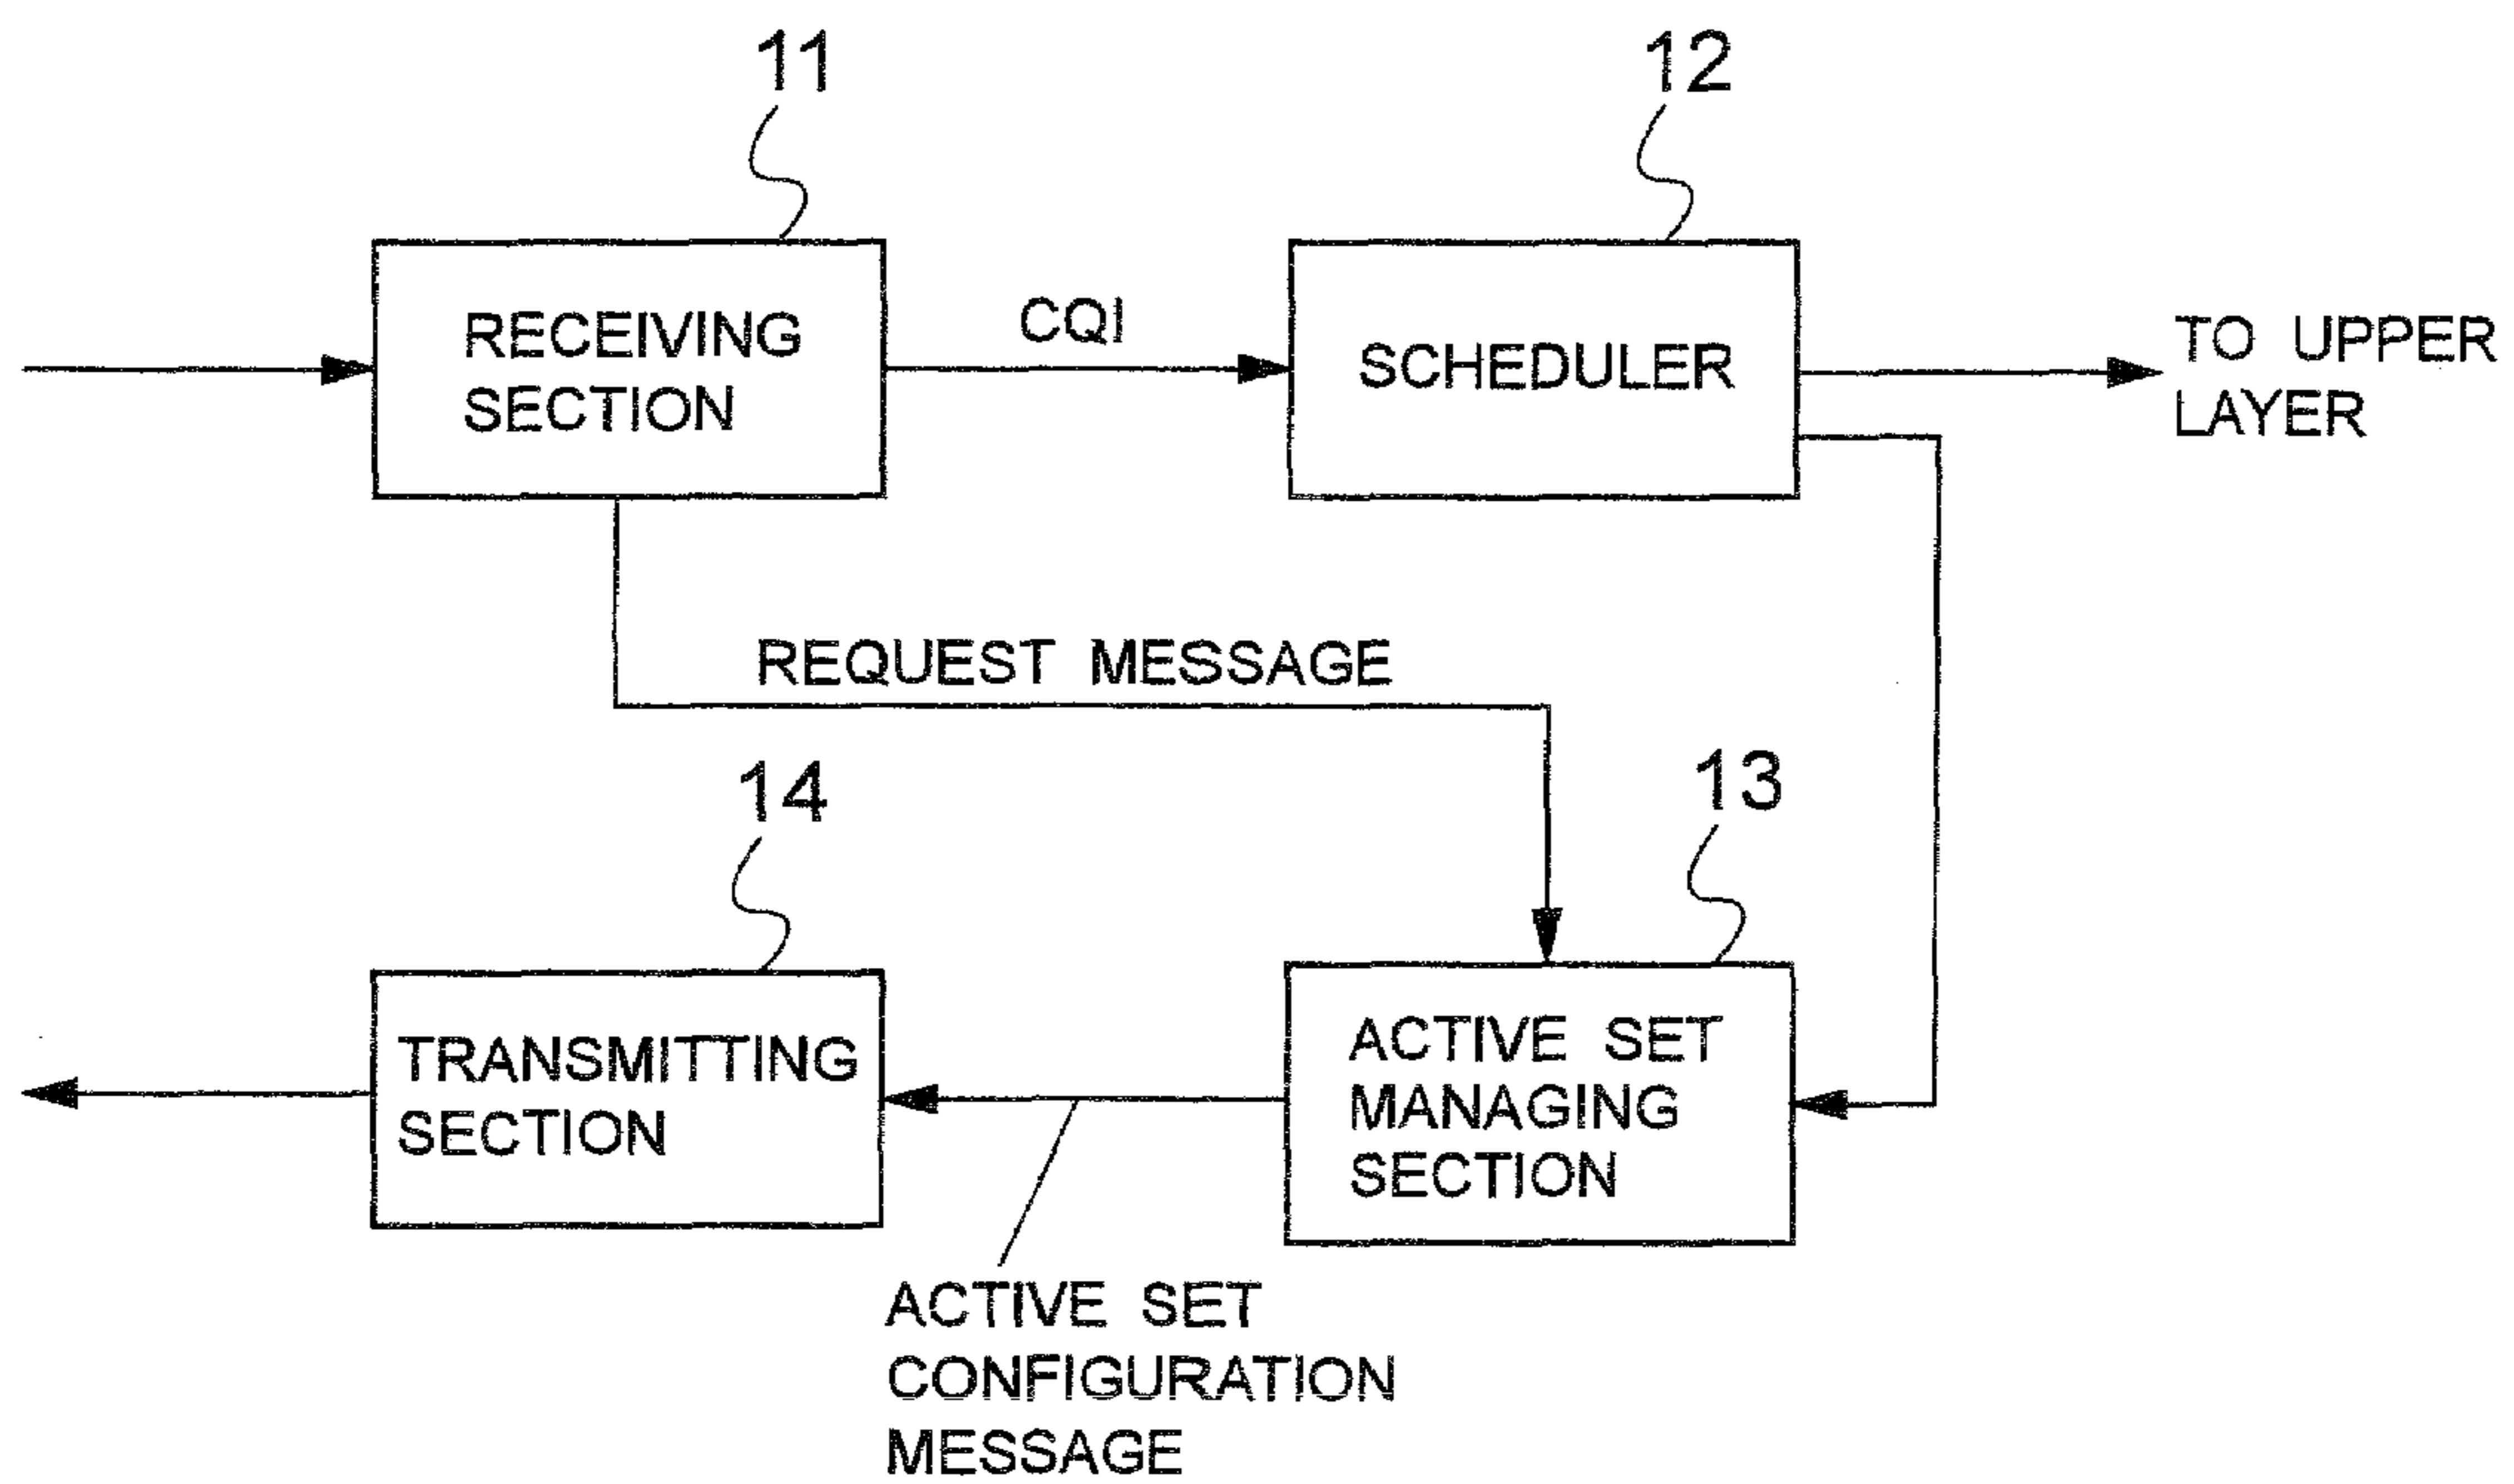 11
12
RECEIVING
SECTION
CQI
SCHEDULER
TO UPPER
LAYER
REQUEST MESSAGE
14
13
TRANSMITTING
SECTION
ACTIVE SET
MANAGING
SECTION
ACTIVE SET
CONFIGURATION
MESSAGE